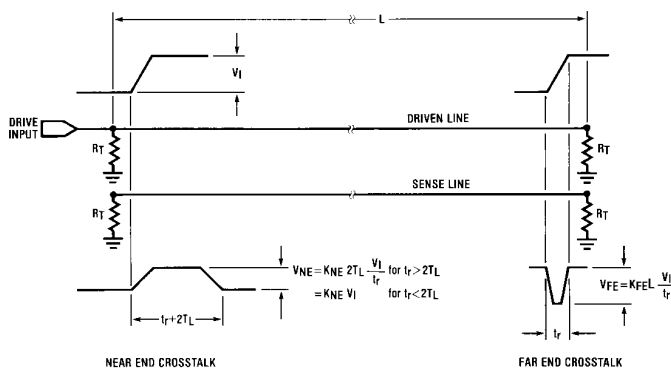 L
VI
DRIVE
INPUT
DRIVEN LINE
RT
RT
SENSE LINE
RT
RT
VNE = KNE 2TL VI/tr for tr > 2TL
= KNE VI for tr < 2TL
VFE = KFE L VI/tr
tr + 2TL
tr
NEAR END CROSSTALK
FAR END CROSSTALK